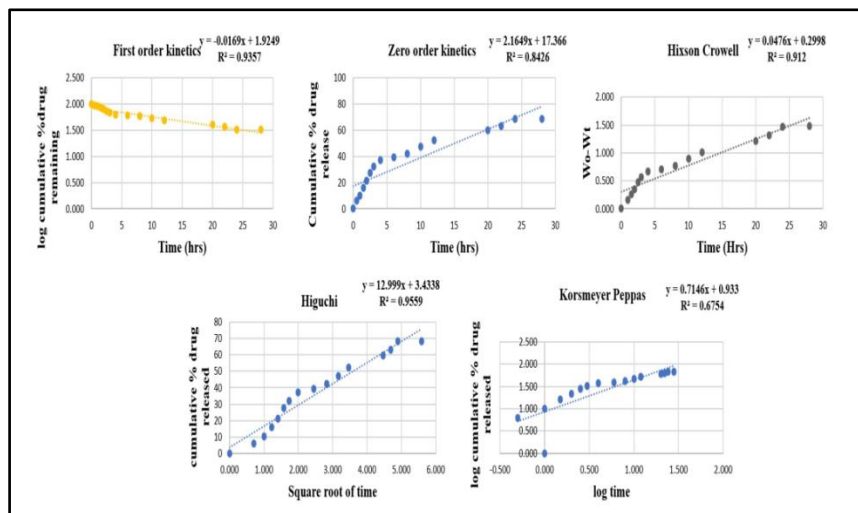 First order kinetics
y = -0.0169x + 1.9249
R² = 0.9357
log cumulative %drug
remaining
2.500
2.000
1.500
1.000
0.500
0.000
0 5 10 15 20 25 30
Time (hrs)
Zero order kinetics
y = 2.1649x + 17.366
R² = 0.8426
Cumulative % drug
release
100
80
60
40
20
0
0 5 10 15 20 25 30
Time (hrs)
Hixson Crowell
y = 0.0476x + 0.2998
R² = 0.912
Wo-Wt
2.000
1.500
1.000
0.500
0.000
0 5 10 15 20 25 30
Time (Hrs)
Higuchi
y = 12.999x + 3.4338
R² = 0.9559
cumulative % drug
released
80
70
60
50
40
30
20
10
0
0.000 1.000 2.000 3.000 4.000 5.000 6.000
Square root of time
Korsmeyer Peppas
y = 0.7146x + 0.933
R² = 0.6754
log cumulative % drug
released
2.500
2.000
1.500
1.000
0.500
0.000
-0.500 0.000 0.500 1.000 1.500 2.000
log time